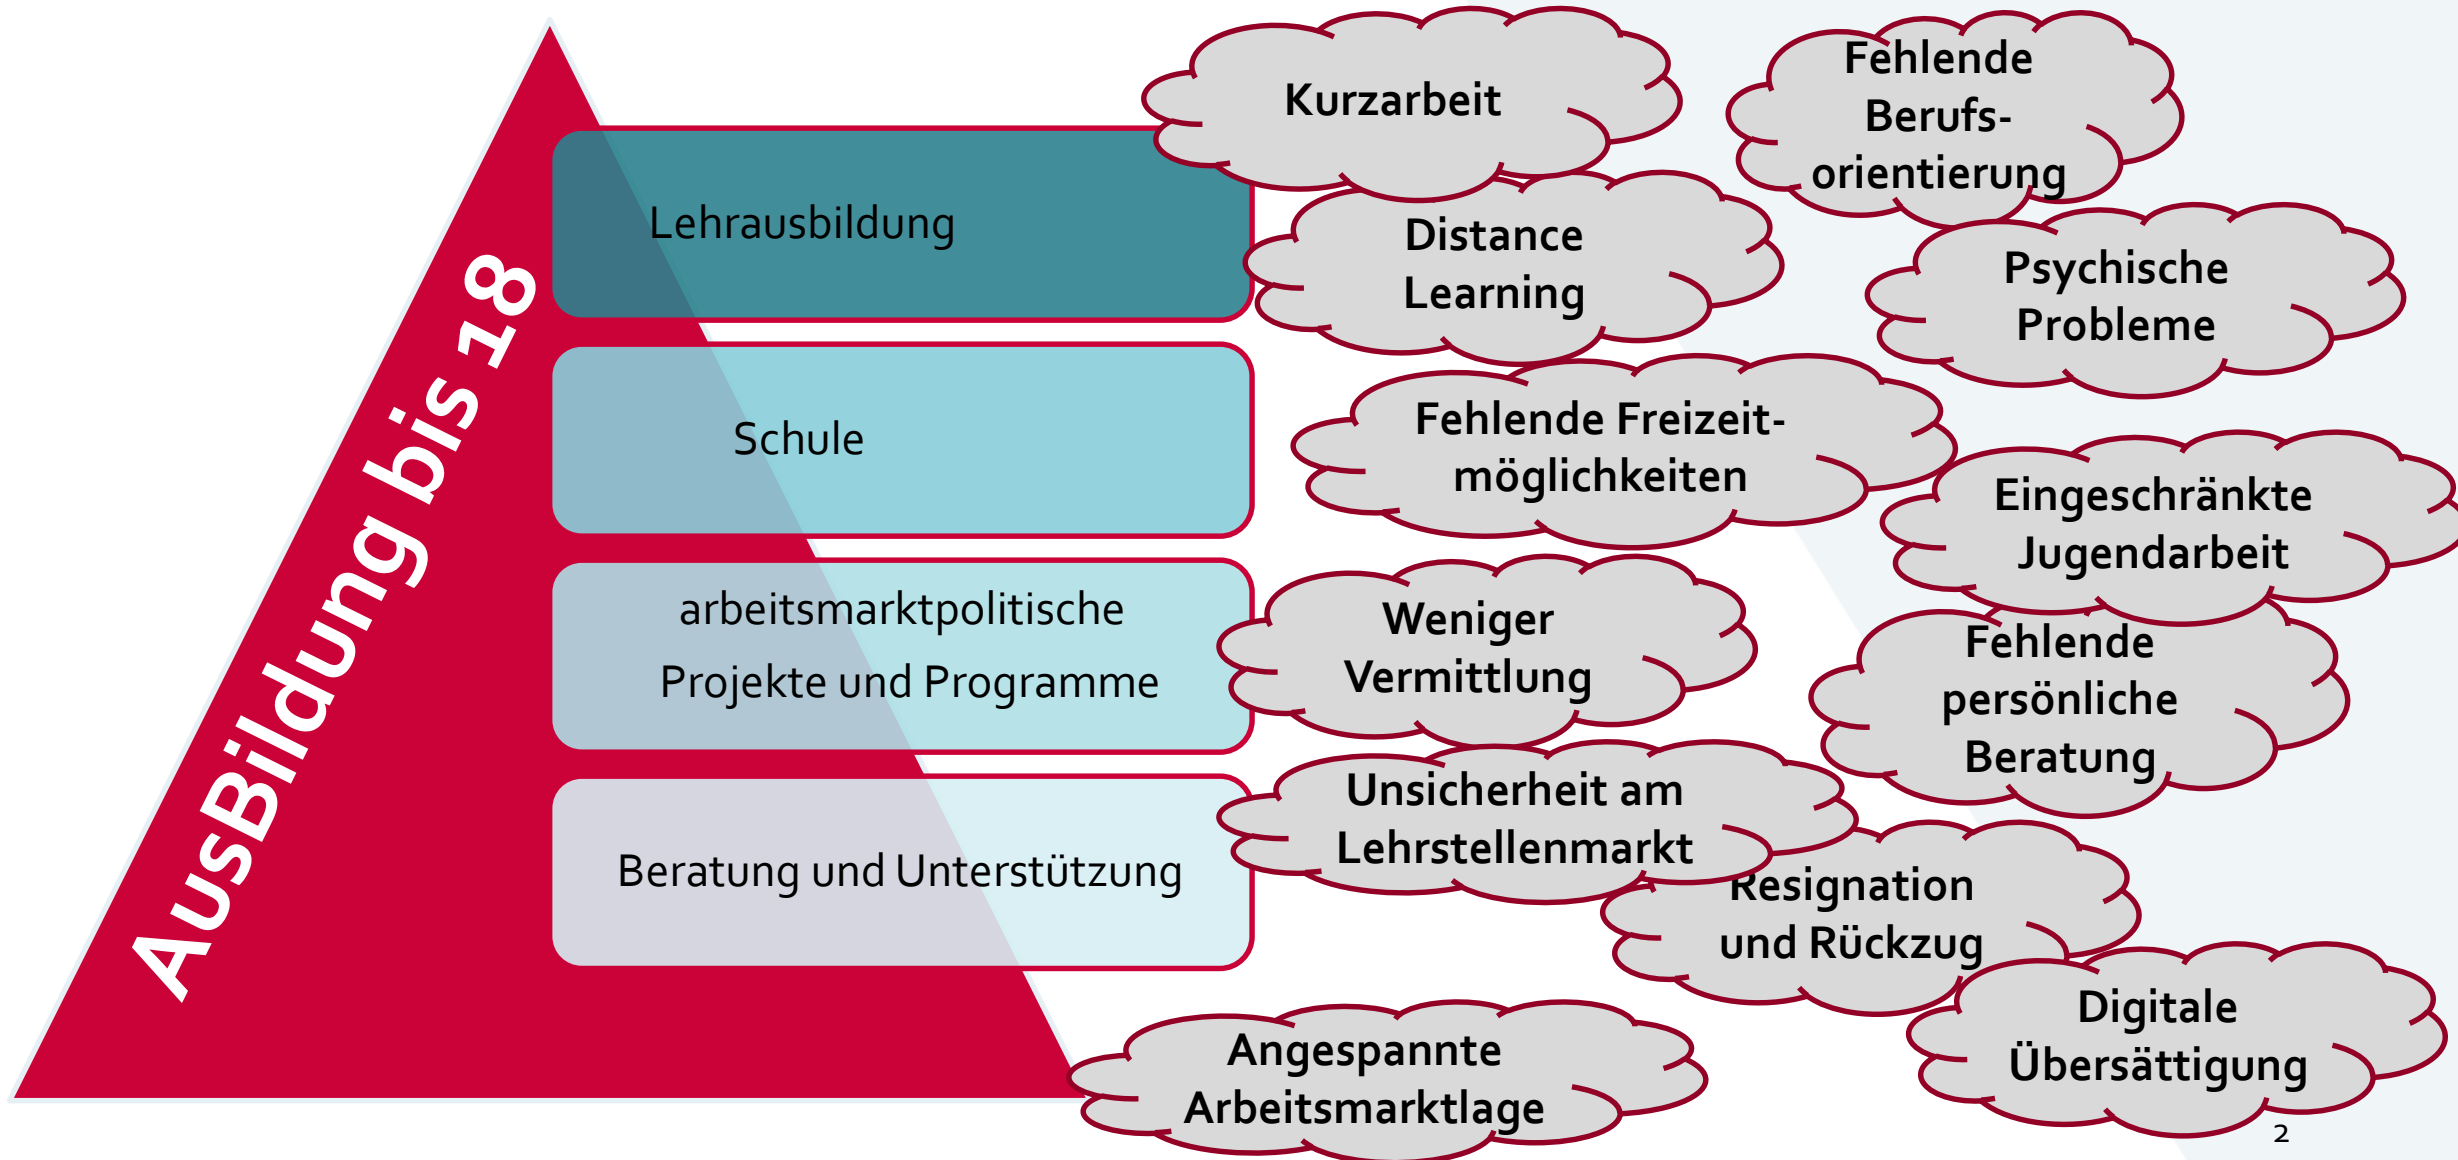 AusBildung bis 18
Lehrausbildung
Schule
arbeitsmarktpolitische
Projekte und Programme
Beratung und Unterstützung
Kurzarbeit
Fehlende
Berufs-
orientierung
Distance
Learning
Psychische
Probleme
Fehlende Freizeit-
möglichkeiten
Eingeschränkte
Jugendarbeit
Weniger
Vermittlung
Fehlende
persönliche
Beratung
Unsicherheit am
Lehrstellenmarkt
Resignation
und Rückzug
Digitale
Übersättigung
Angespannte
Arbeitsmarktlage
2